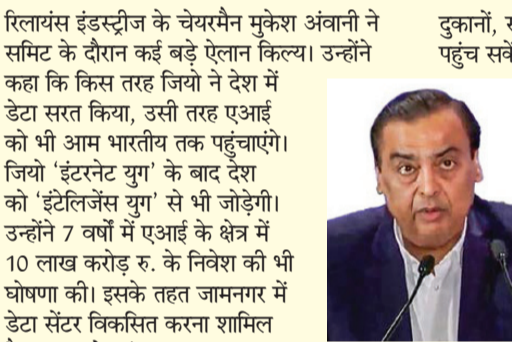 रिलायंस इंडस्ट्रीज के चेयरमैन मुकेश अंवानी ने
समिट के दौरान कई बड़े ऐलान किल्य। उन्होंने
कहा कि किस तरह जियो ने देश में
डेटा सरत किया, उसी तरह एआई
को भी आम भारतीय तक पहुंचाएंगे।
जियो ‘इंटरनेट युग’ के बाद देश
को ‘इंटेलिजेंस युग’ से भी जोड़ेगी।
उन्होंने 7 वर्षों में एआई के क्षेत्र में
10 लाख करोड़ रु. के निवेश की भी
घोषणा की। इसके तहत जामनगर में
डेटा सेंटर विकसित करना शामिल
दुकानों,
पहुंच